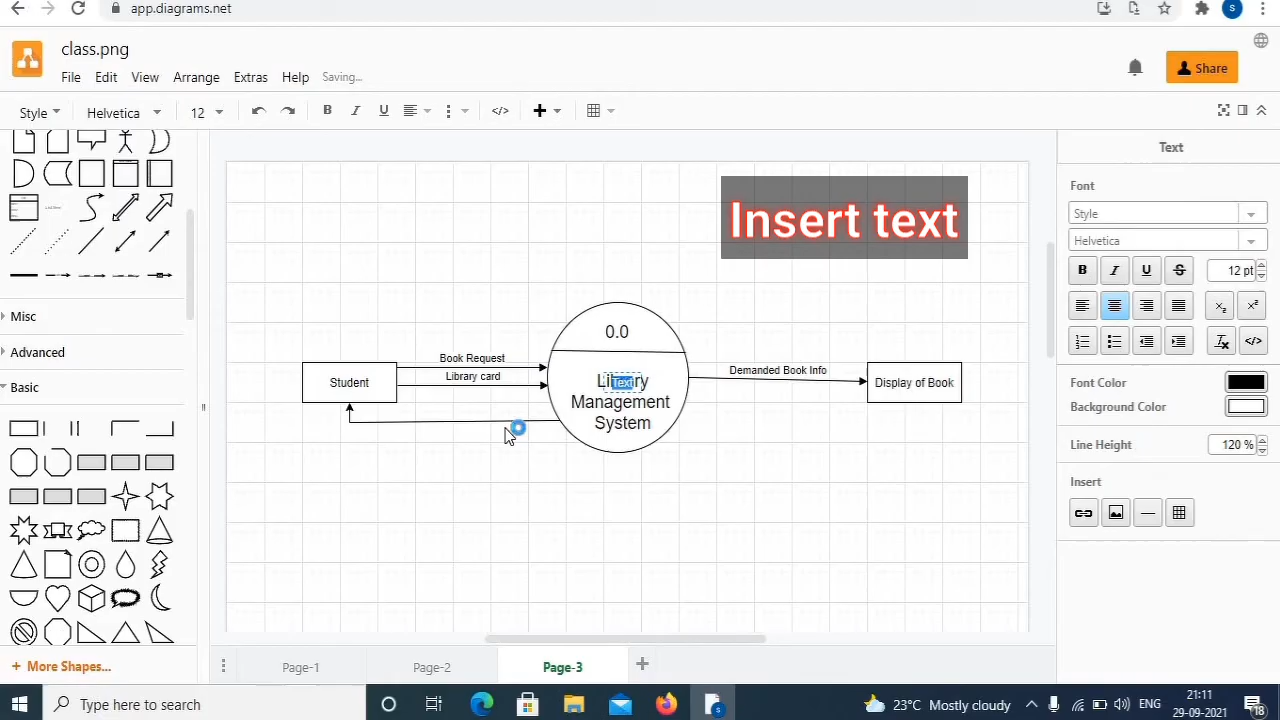 app.diagrams.net
S
class.png
File Edit View Arrange Extras Help Saving...
Share
Style Helvetica 12 B I U </>
Text
Insert text
Font
Style
Helvetica
B I U S 12 pt
Font Color
Background Color
Line Height 120 %
Insert
Misc
Advanced
Basic
0.0
Book Request
Library card
Student
Library
Text
Management
System
Demanded Book Info
Display of Book
+ More Shapes...
Page-1 Page-2 Page-3
Type here to search
23°C Mostly cloudy ENG
21:11
29-09-2021
18